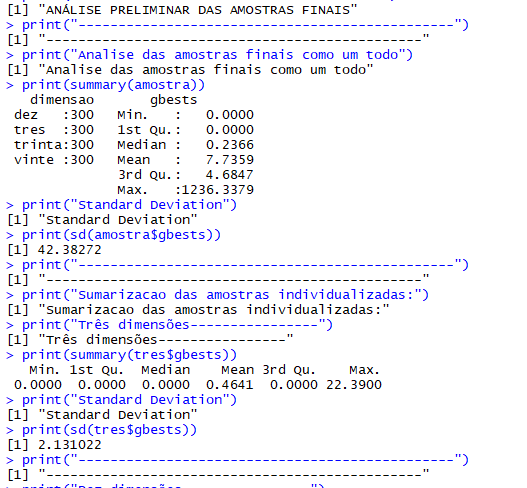 [1] "ANÁLISE PRELIMINAR DAS AMOSTRAS FINAIS"
> print("-----------------------------------------------")
[1] "-----------------------------------------------"
> print("Analise das amostras finais como um todo")
[1] "Analise das amostras finais como um todo"
> print(summary(amostra))
dimensao gbests
dez :300 Min. : 0.0000
tres :300 1st Qu.: 0.0000
trinta:300 Median : 0.2366
vinte :300 Mean : 7.7359
3rd Qu.: 4.6847
Max. :1236.3379
> print("Standard Deviation")
[1] "Standard Deviation"
> print(sd(amostra$gbests))
[1] 42.38272
> print("-----------------------------------------------")
[1] "-----------------------------------------------"
> print("Sumarizacao das amostras individualizadas:")
[1] "Sumarizacao das amostras individualizadas:"
> print("Três dimensões----------------")
[1] "Três dimensões----------------"
> print(summary(tres$gbests))
Min. 1st Qu. Median Mean 3rd Qu. Max.
0.0000 0.0000 0.0000 0.4641 0.0000 22.3900
> print("Standard Deviation")
[1] "Standard Deviation"
> print(sd(tres$gbests))
[1] 2.131022
> print("-----------------------------------------------")
[1] "-----------------------------------------------"